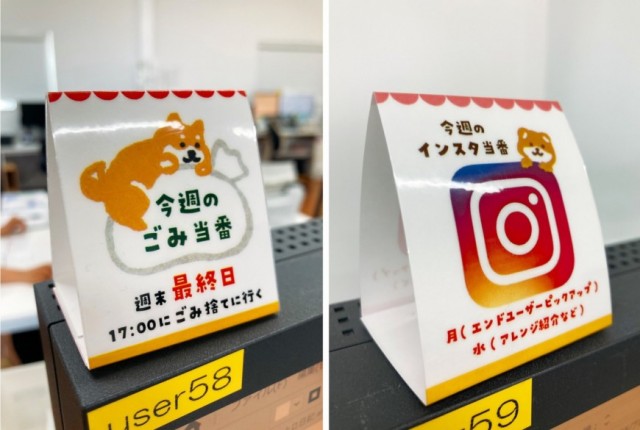 今週の
ごみ当番
週末 最終日
17:00にごみ捨てに行く
user58
今週の
インスタ当番
月(エンドユーザーピックアップ)
水(アレンジ紹介など)
59